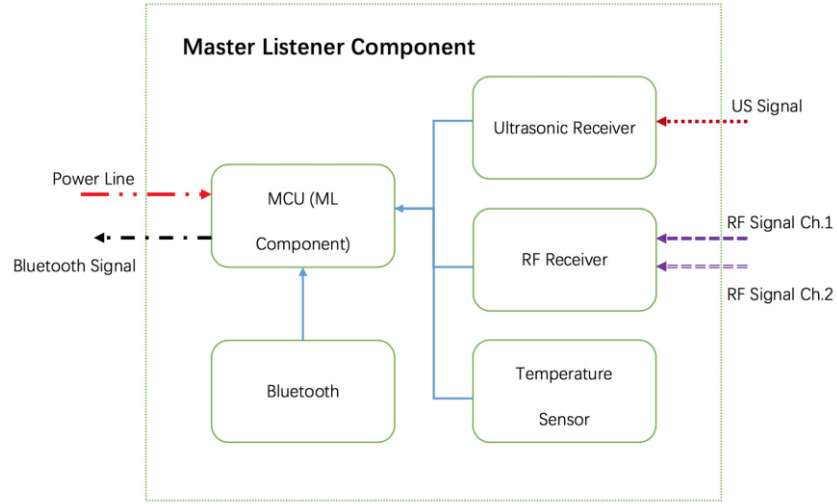 Master Listener Component
US Signal
Ultrasonic Receiver
Power Line
MCU (ML
Component)
Bluetooth Signal
RF Signal Ch.1
RF Receiver
RF Signal Ch.2
Bluetooth
Temperature
Sensor